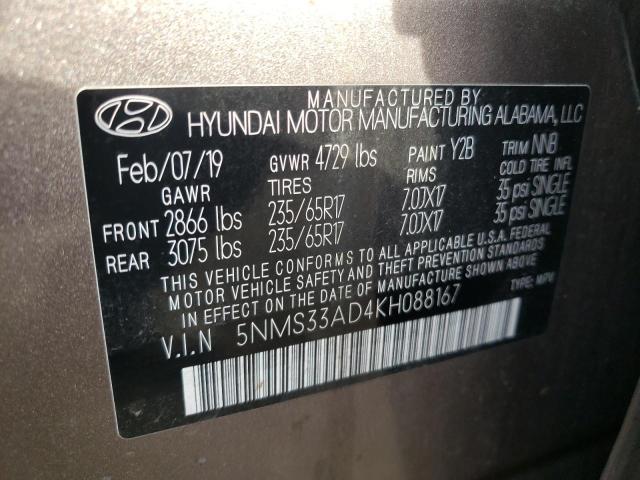 MANUFACTURED BY
HYUNDAI MOTOR MANUFACTURING ALABAMA, LLC
Feb/07/19 GVWR 4729 lbs PAINT Y2B TRIM NNB
GAWR TIRES RIMS COLD TIRE INFL
FRONT 2866 lbs 235/65R17 7.0JX17 35 psi SINGLE
REAR 3075 lbs 235/65R17 7.0JX17 35 psi SINGLE
THIS VEHICLE CONFORMS TO ALL APPLICABLE U.S.A. FEDERAL
MOTOR VEHICLE SAFETY AND THEFT PREVENTION STANDARDS
IN EFFECT ON THE DATE OF MANUFACTURE SHOWN ABOVE.
V.I.N 5NMS33AD4KH088167 TYPE: MPV